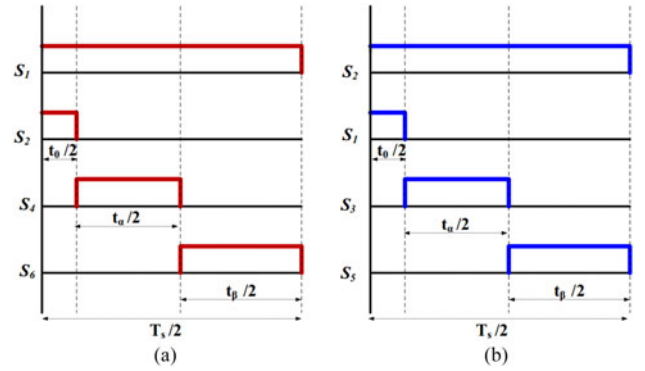 S1
S2
t0/2
S4
tα/2
S6
tβ/2
Ts/2
(a)
S2
S1
t0/2
S3
tα/2
S5
tβ/2
Ts/2
(b)